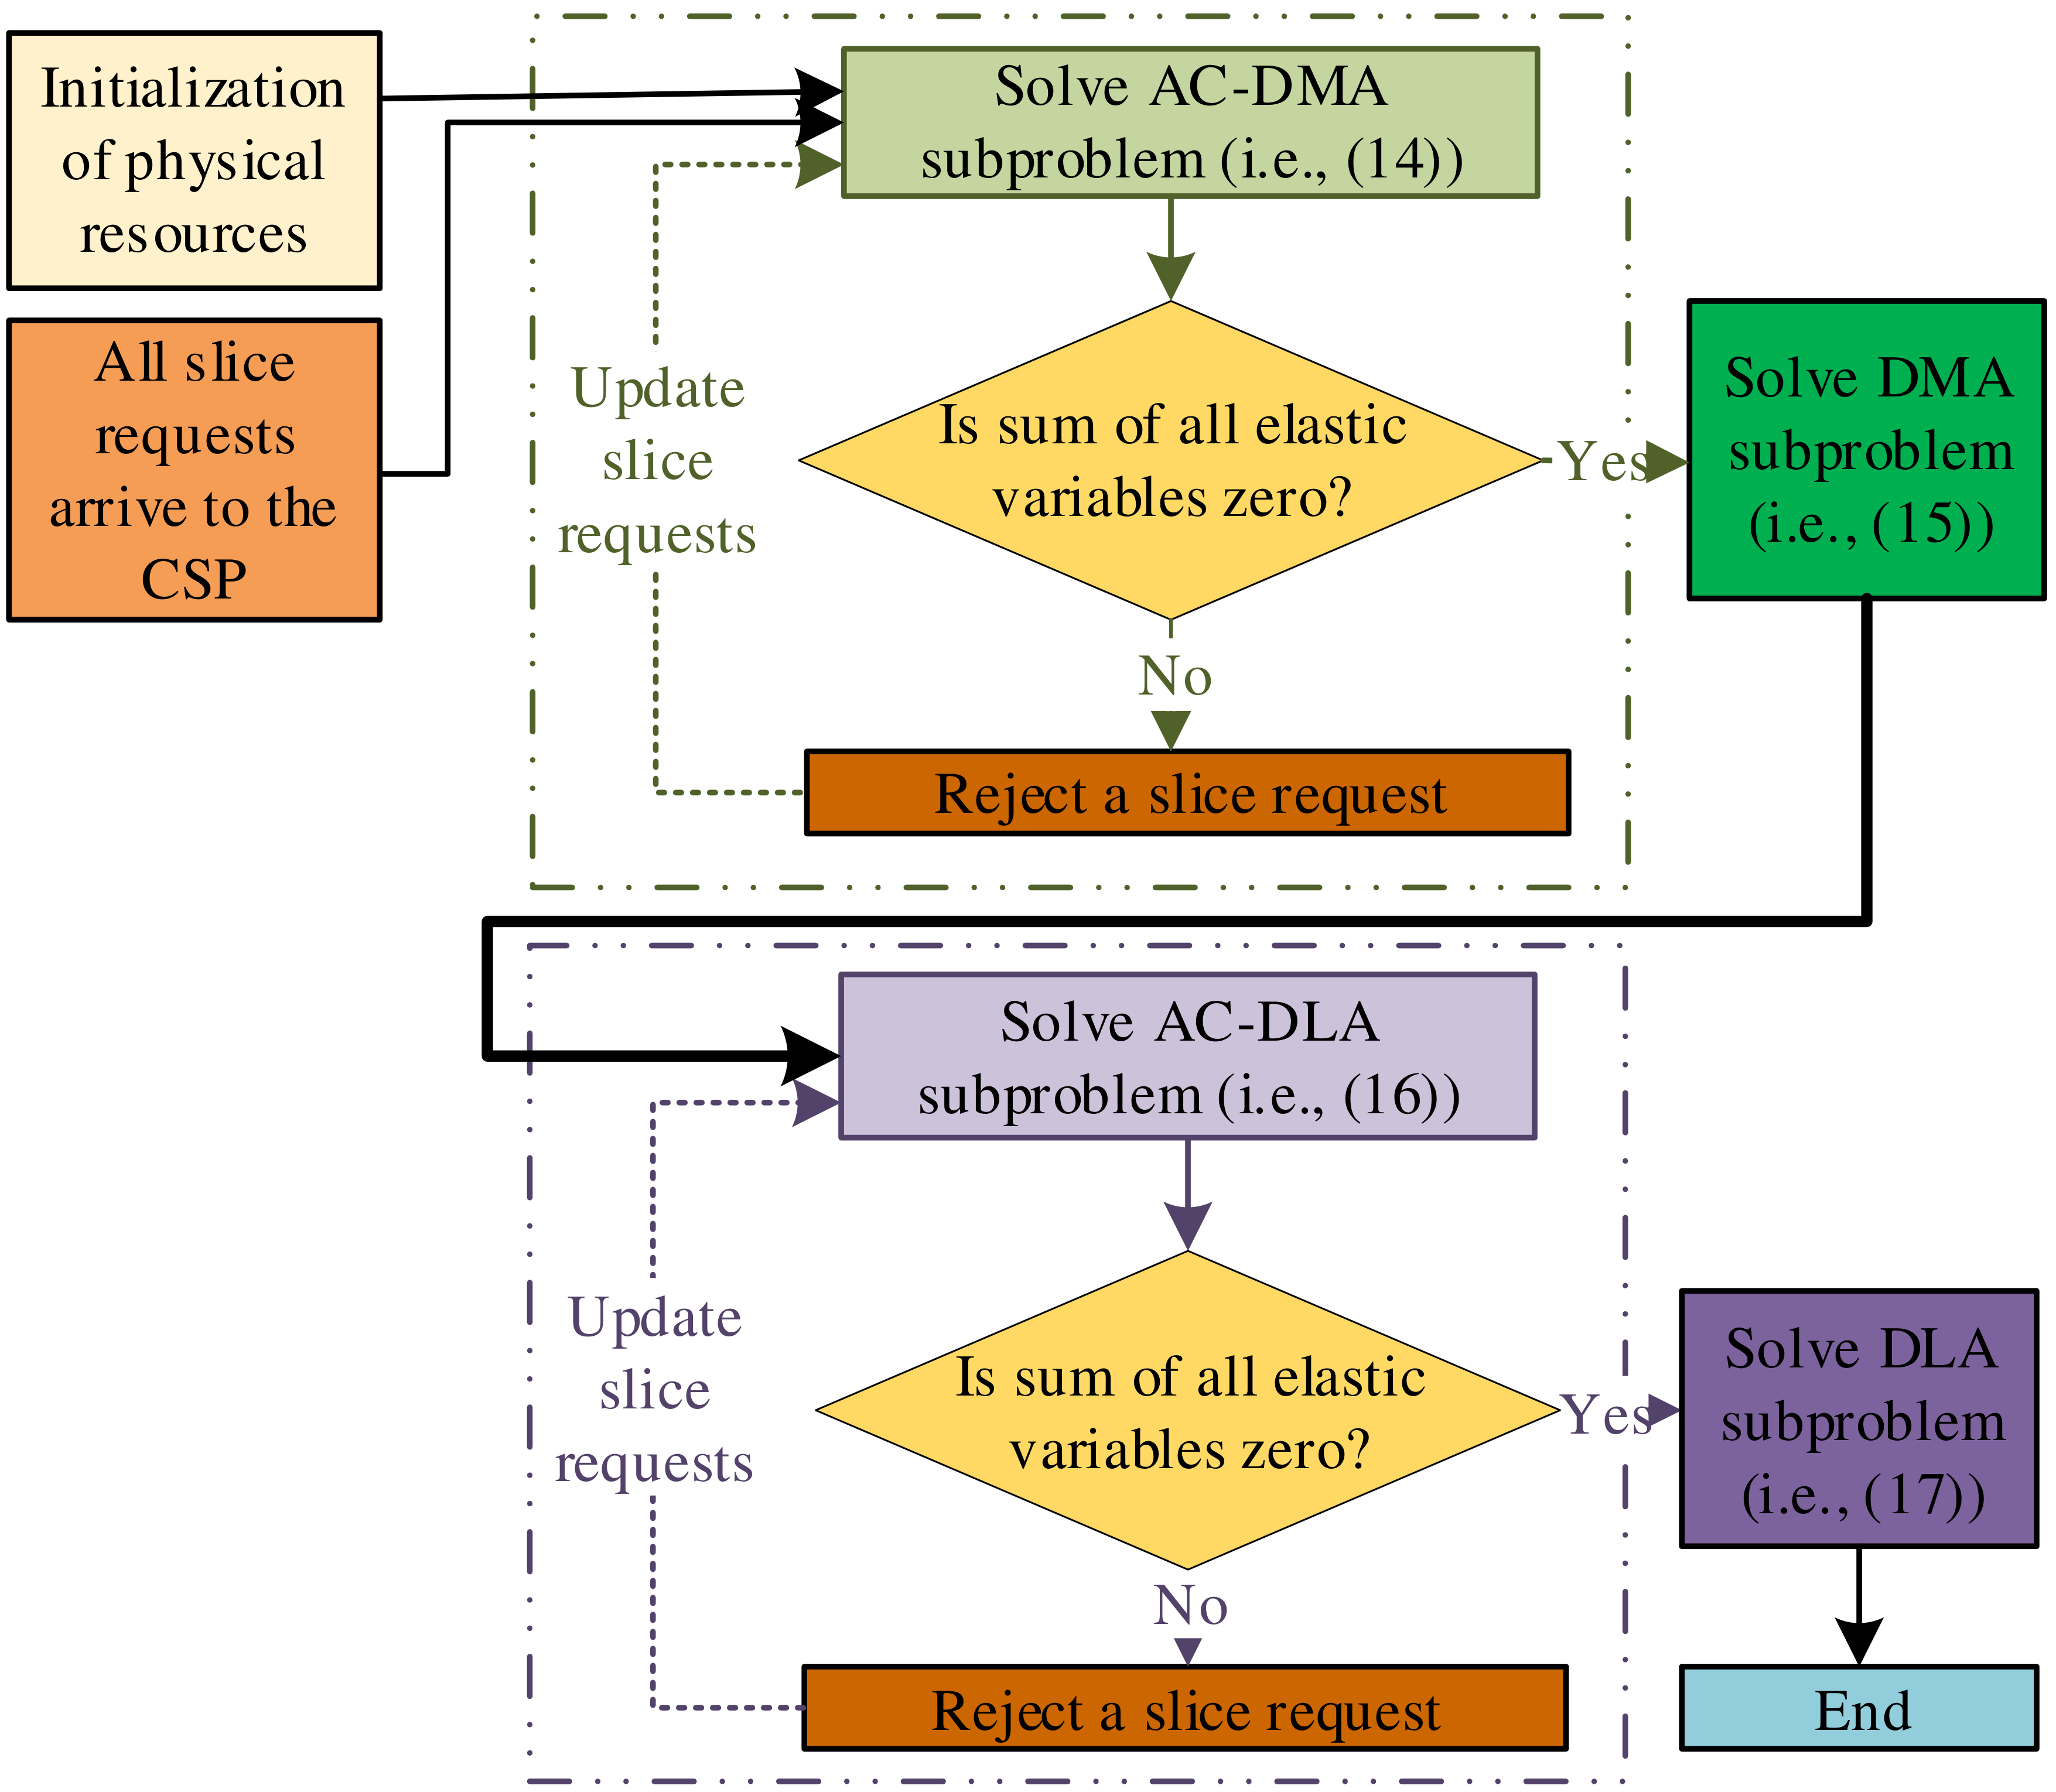 Initialization
of physical
resources
All slice
requests
arrive to the
CSP
Solve AC-DMA
subproblem (i.e., (14))
Update
slice
requests
Is sum of all elastic
variables zero?
Yes
No
Reject a slice request
Solve DMA
subproblem
(i.e., (15))
Solve AC-DLA
subproblem (i.e., (16))
Update
slice
requests
Is sum of all elastic
variables zero?
Yes
No
Reject a slice request
Solve DLA
subproblem
(i.e., (17))
End